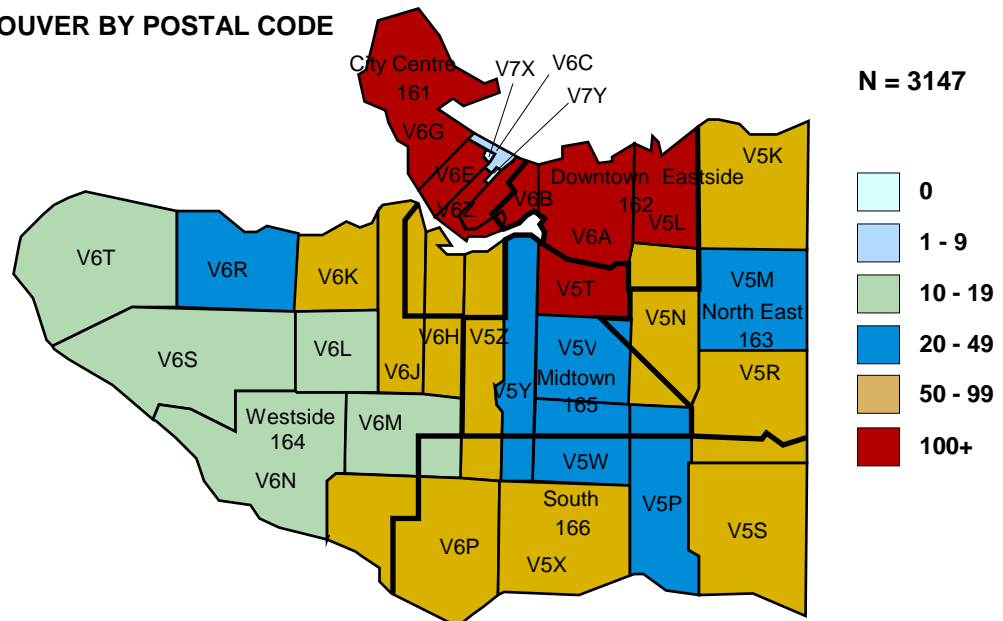 OUVER BY POSTAL CODE
City Centre
161
V7X
V6C
V7Y
N = 3147
V6G
V6E
V6Z
V6B
Downtown Eastside
162
V5L
V6A
V5K
0
1 - 9
10 - 19
20 - 49
50 - 99
100+
V6T
V6R
V6K
V5T
V5M
North East
163
V6S
V6L
V6J
V6H
V5Z
V5Y
V5V
Midtown
165
V5N
V5R
Westside
164
V6M
V6N
V5W
V5P
South
166
V6P
V5X
V5S